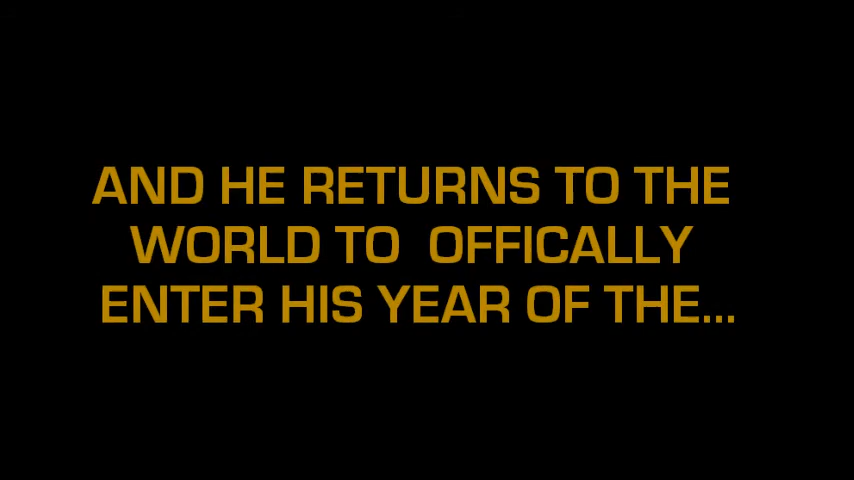 AND HE RETURNS TO THE
WORLD TO  OFFICALLY
ENTER HIS YEAR OF THE...